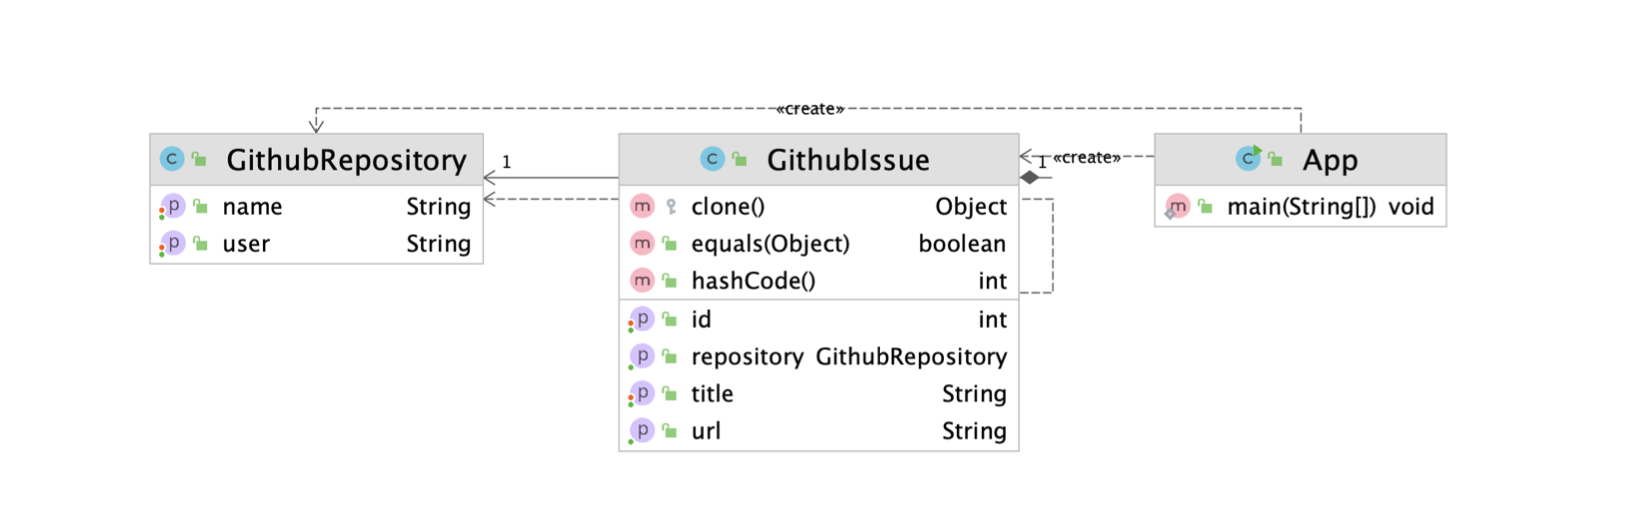 «create»
GithubRepository
1
name String
user String
GithubIssue
clone() Object
equals(Object) boolean
hashCode() int
id int
repository GithubRepository
title String
url String
1
«create»
App
main(String[]) void